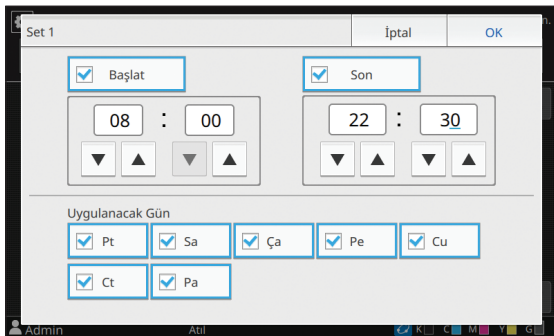 Set 1 İptal OK
Başlat Son
08 : 00 22 : 30
Uygulanacak Gün
Pt Sa Ça Pe Cu
Ct Pa
Admin Atıl K C M Y G